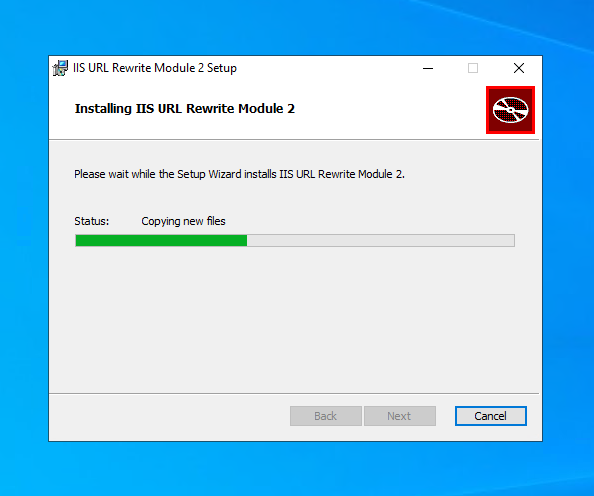 IIS URL Rewrite Module 2 Setup
Installing IIS URL Rewrite Module 2
Please wait while the Setup Wizard installs IIS URL Rewrite Module 2.
Status: Copying new files
Back Next Cancel